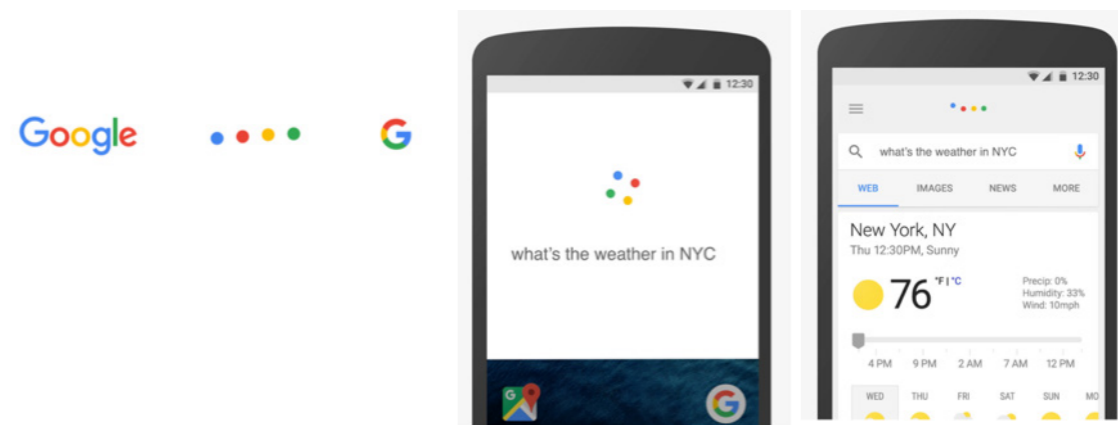 Google
G
12:30
what's the weather in NYC
G
12:30
what's the weather in NYC
WEB IMAGES NEWS MORE
New York, NY
Thu 12:30PM, Sunny
76 °F | °C
Precip: 0%
Humidity: 33%
Wind: 10mph
4 PM 9 PM 2 AM 7 AM 12 PM
WED THU FRI SAT SUN MO